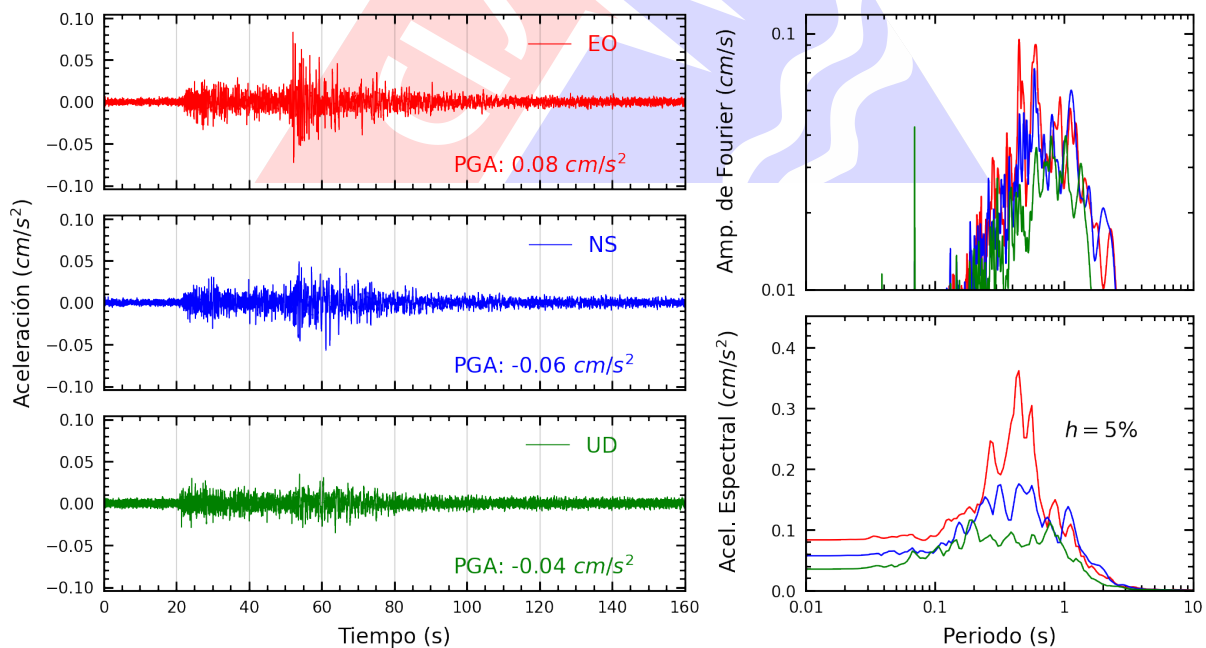 Aceleración (cm/s²)
0.10
0.05
0.00
−0.05
−0.10
EO
PGA: 0.08 cm/s²
0.10
0.05
0.00
−0.05
−0.10
NS
PGA: -0.06 cm/s²
0.10
0.05
0.00
−0.05
−0.10
UD
PGA: -0.04 cm/s²
0 20 40 60 80 100 120 140 160
Tiempo (s)
Amp. de Fourier (cm/s)
0.1
0.01
Acel. Espectral (cm/s²)
0.4
0.3
0.2
0.1
0.0
h = 5%
0.01 0.1 1 10
Periodo (s)